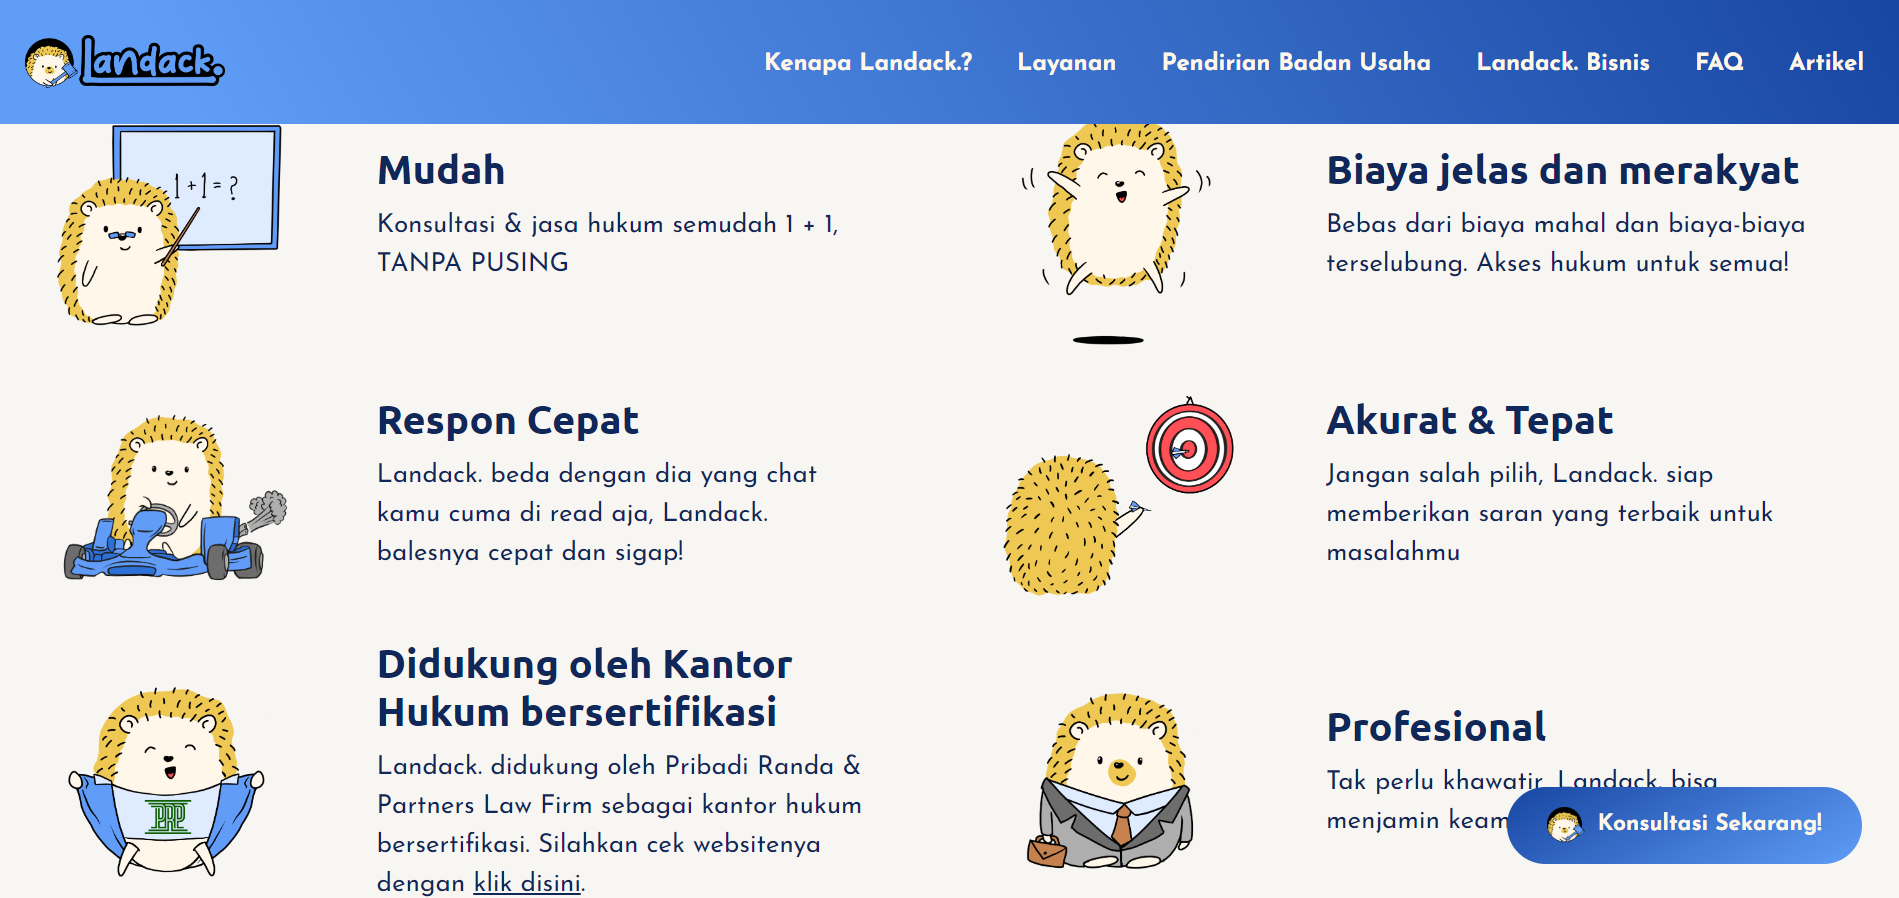 Landack.
Kenapa Landack.?
Layanan
Pendirian Badan Usaha
Landack. Bisnis
FAQ
Artikel
1 + 1 = ?
Mudah
Konsultasi & jasa hukum semudah 1 + 1,
TANPA PUSING
Biaya jelas dan merakyat
Bebas dari biaya mahal dan biaya-biaya
terselubung. Akses hukum untuk semua!
Respon Cepat
Landack. beda dengan dia yang chat
kamu cuma di read aja, Landack.
balesnya cepat dan sigap!
Akurat & Tepat
Jangan salah pilih, Landack. siap
memberikan saran yang terbaik untuk
masalahmu
PRP
Didukung oleh Kantor
Hukum bersertifikasi
Landack. didukung oleh Pribadi Randa &
Partners Law Firm sebagai kantor hukum
bersertifikasi. Silahkan cek websitenya
dengan klik disini.
Profesional
Tak perlu khawatir, Landack. bisa
menjamin
Konsultasi Sekarang!